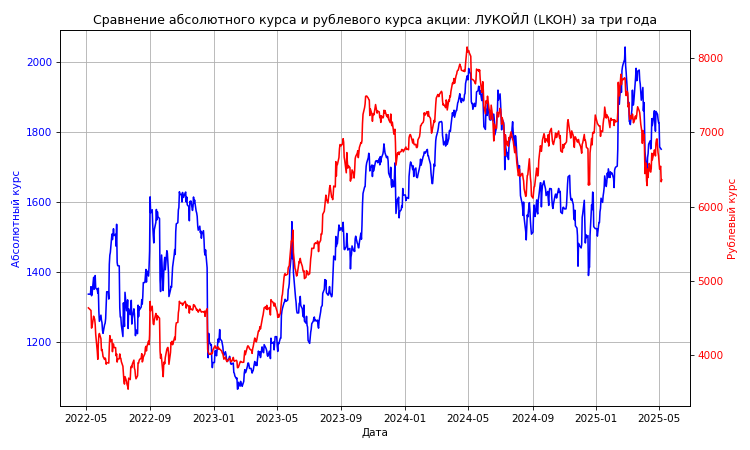 Сравнение абсолютного курса и рублевого курса акции: ЛУКОЙЛ (LKOH) за три года
2000
1800
1600
1400
1200
Абсолютный курс
8000
7000
6000
5000
4000
Рублевый курс
2022-05 2022-09 2023-01 2023-05 2023-09 2024-01 2024-05 2024-09 2025-01 2025-05
Дата